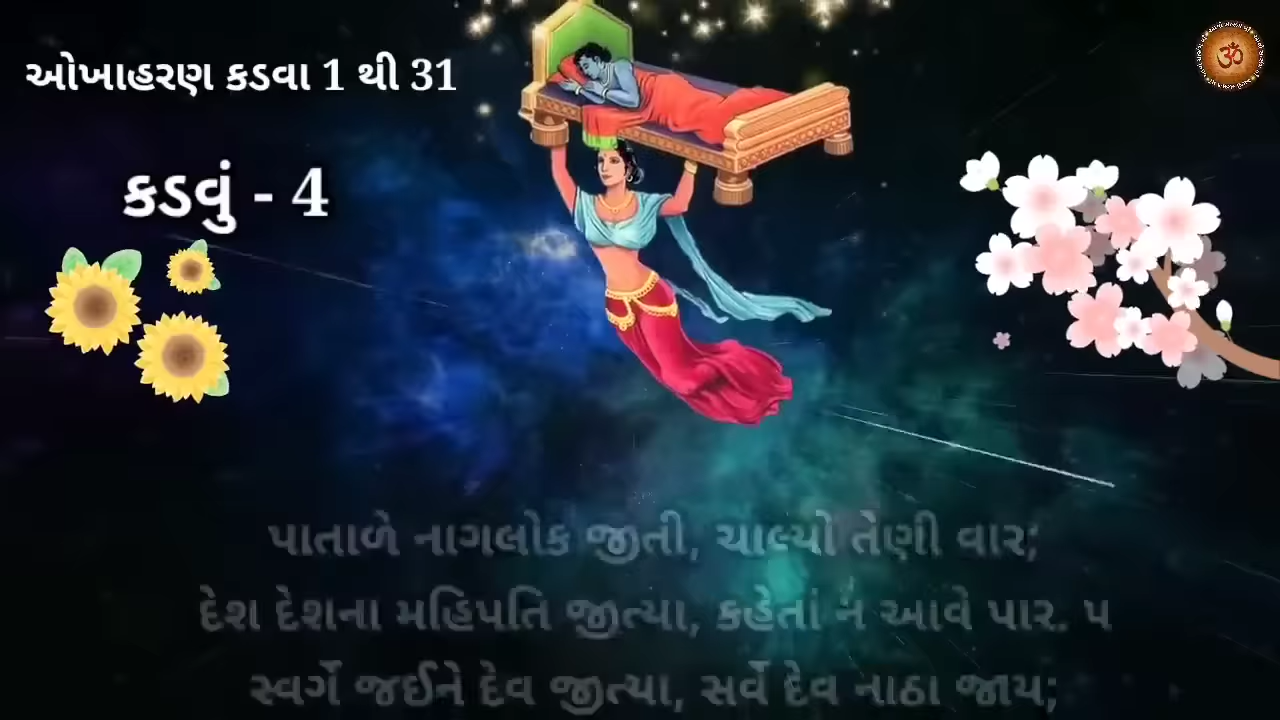 ઓખાહરણ કડવા 1 થી 31
કડવું - 4
ૐ
પાતાળે નાગલોક જીતી, ચાલ્યો તેણી વાર;
દેશ દેશના મહિપતિ જીત્યા, કહેતાં ન આવે પાર. ૫
સ્વર્ગે જઈને દેવ જીત્યા, સર્વે દેવ નાઠા જાય;